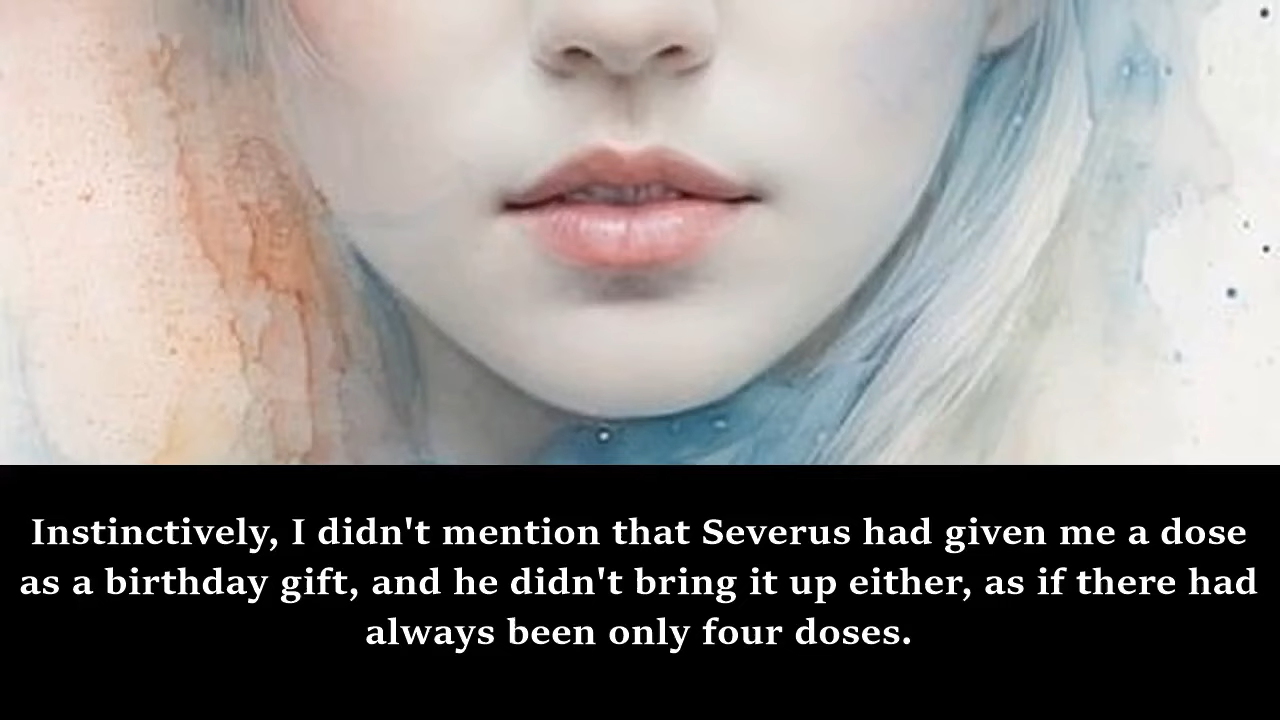 Instinctively, I didn't mention that Severus had given me a dose
as a birthday gift, and he didn't bring it up either, as if there had
always been only four doses.